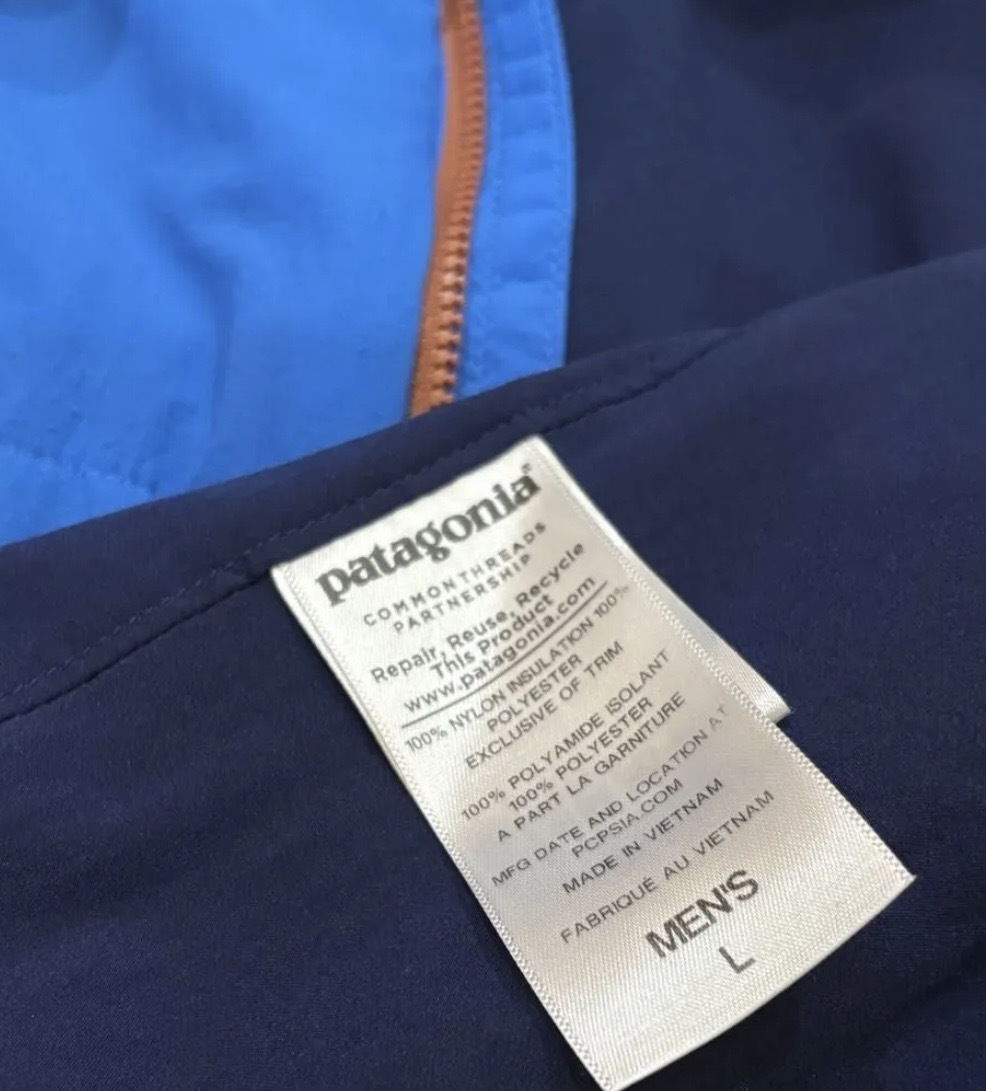 patagonia®
COMMONTHREADS
PARTNERSHIP
Repair, Reuse, Recycle
This Product
www.patagonia.com
100% NYLON INSULATION 100%
POLYESTER
EXCLUSIVE OF TRIM
100% POLYAMIDE ISOLANT
100% POLYESTER
A PART LA GARNITURE
MFG DATE AND LOCATION AT
PCPSIA.COM
MADE IN VIETNAM
FABRIQUÉ AU VIETNAM
MEN'S
L